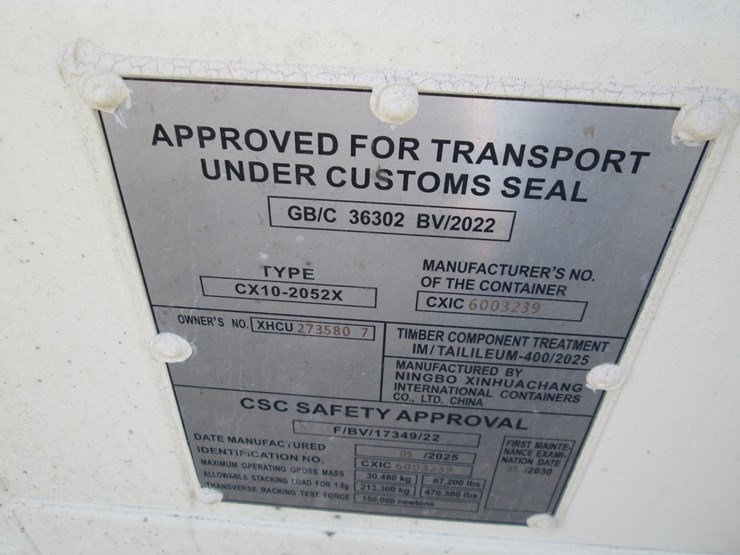 APPROVED FOR TRANSPORT
UNDER CUSTOMS SEAL
GB/C 36302 BV/2022
TYPE
CX10-2052X
MANUFACTURER'S NO.
OF THE CONTAINER
CXIC 6003239
OWNER'S NO. XHCU 273580 7
TIMBER COMPONENT TREATMENT
IM/TAILILEUM-400/2025
MANUFACTURED BY
NINGBO XINHUACHANG
INTERNATIONAL CONTAINERS
CO., LTD. CHINA
CSC SAFETY APPROVAL
F/BV/17349/22
DATE MANUFACTURED 05 /2025
IDENTIFICATION NO. CXIC 6003239
MAXIMUM OPERATING GROSS MASS 30,480 kg 67,200 lbs
ALLOWABLE STACKING LOAD FOR 1.8g 213,360 kg 470,380 lbs
TRANSVERSE RACKING TEST FORCE 150,000 newtons
FIRST MAINTE-
NANCE EXAMI-
NATION DATE
05 /2030